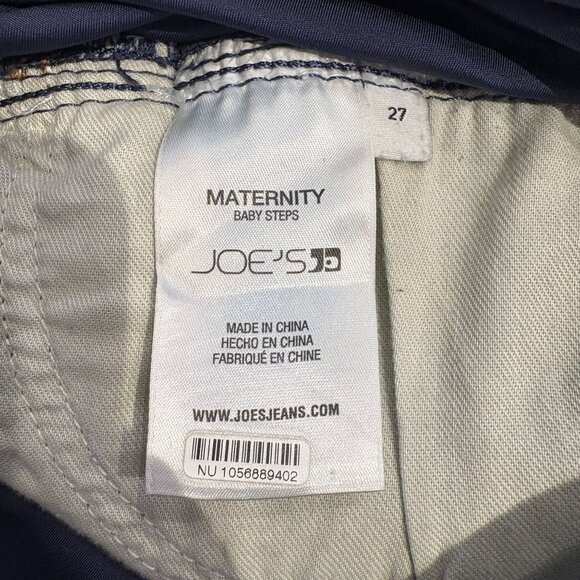 27
MATERNITY
BABY STEPS
JOE'S
MADE IN CHINA
HECHO EN CHINA
FABRIQUÉ EN CHINE
WWW.JOESJEANS.COM
NU 1056889402